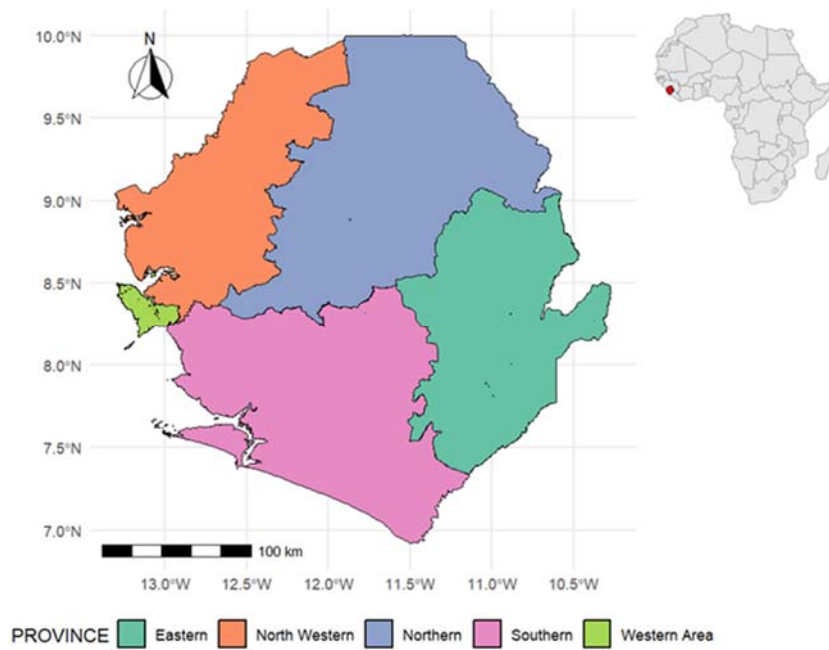 N
10.0°N
9.5°N
9.0°N
8.5°N
8.0°N
7.5°N
7.0°N
100 km
13.0°W 12.5°W 12.0°W 11.5°W 11.0°W 10.5°W
PROVINCE Eastern North Western Northern Southern Western Area